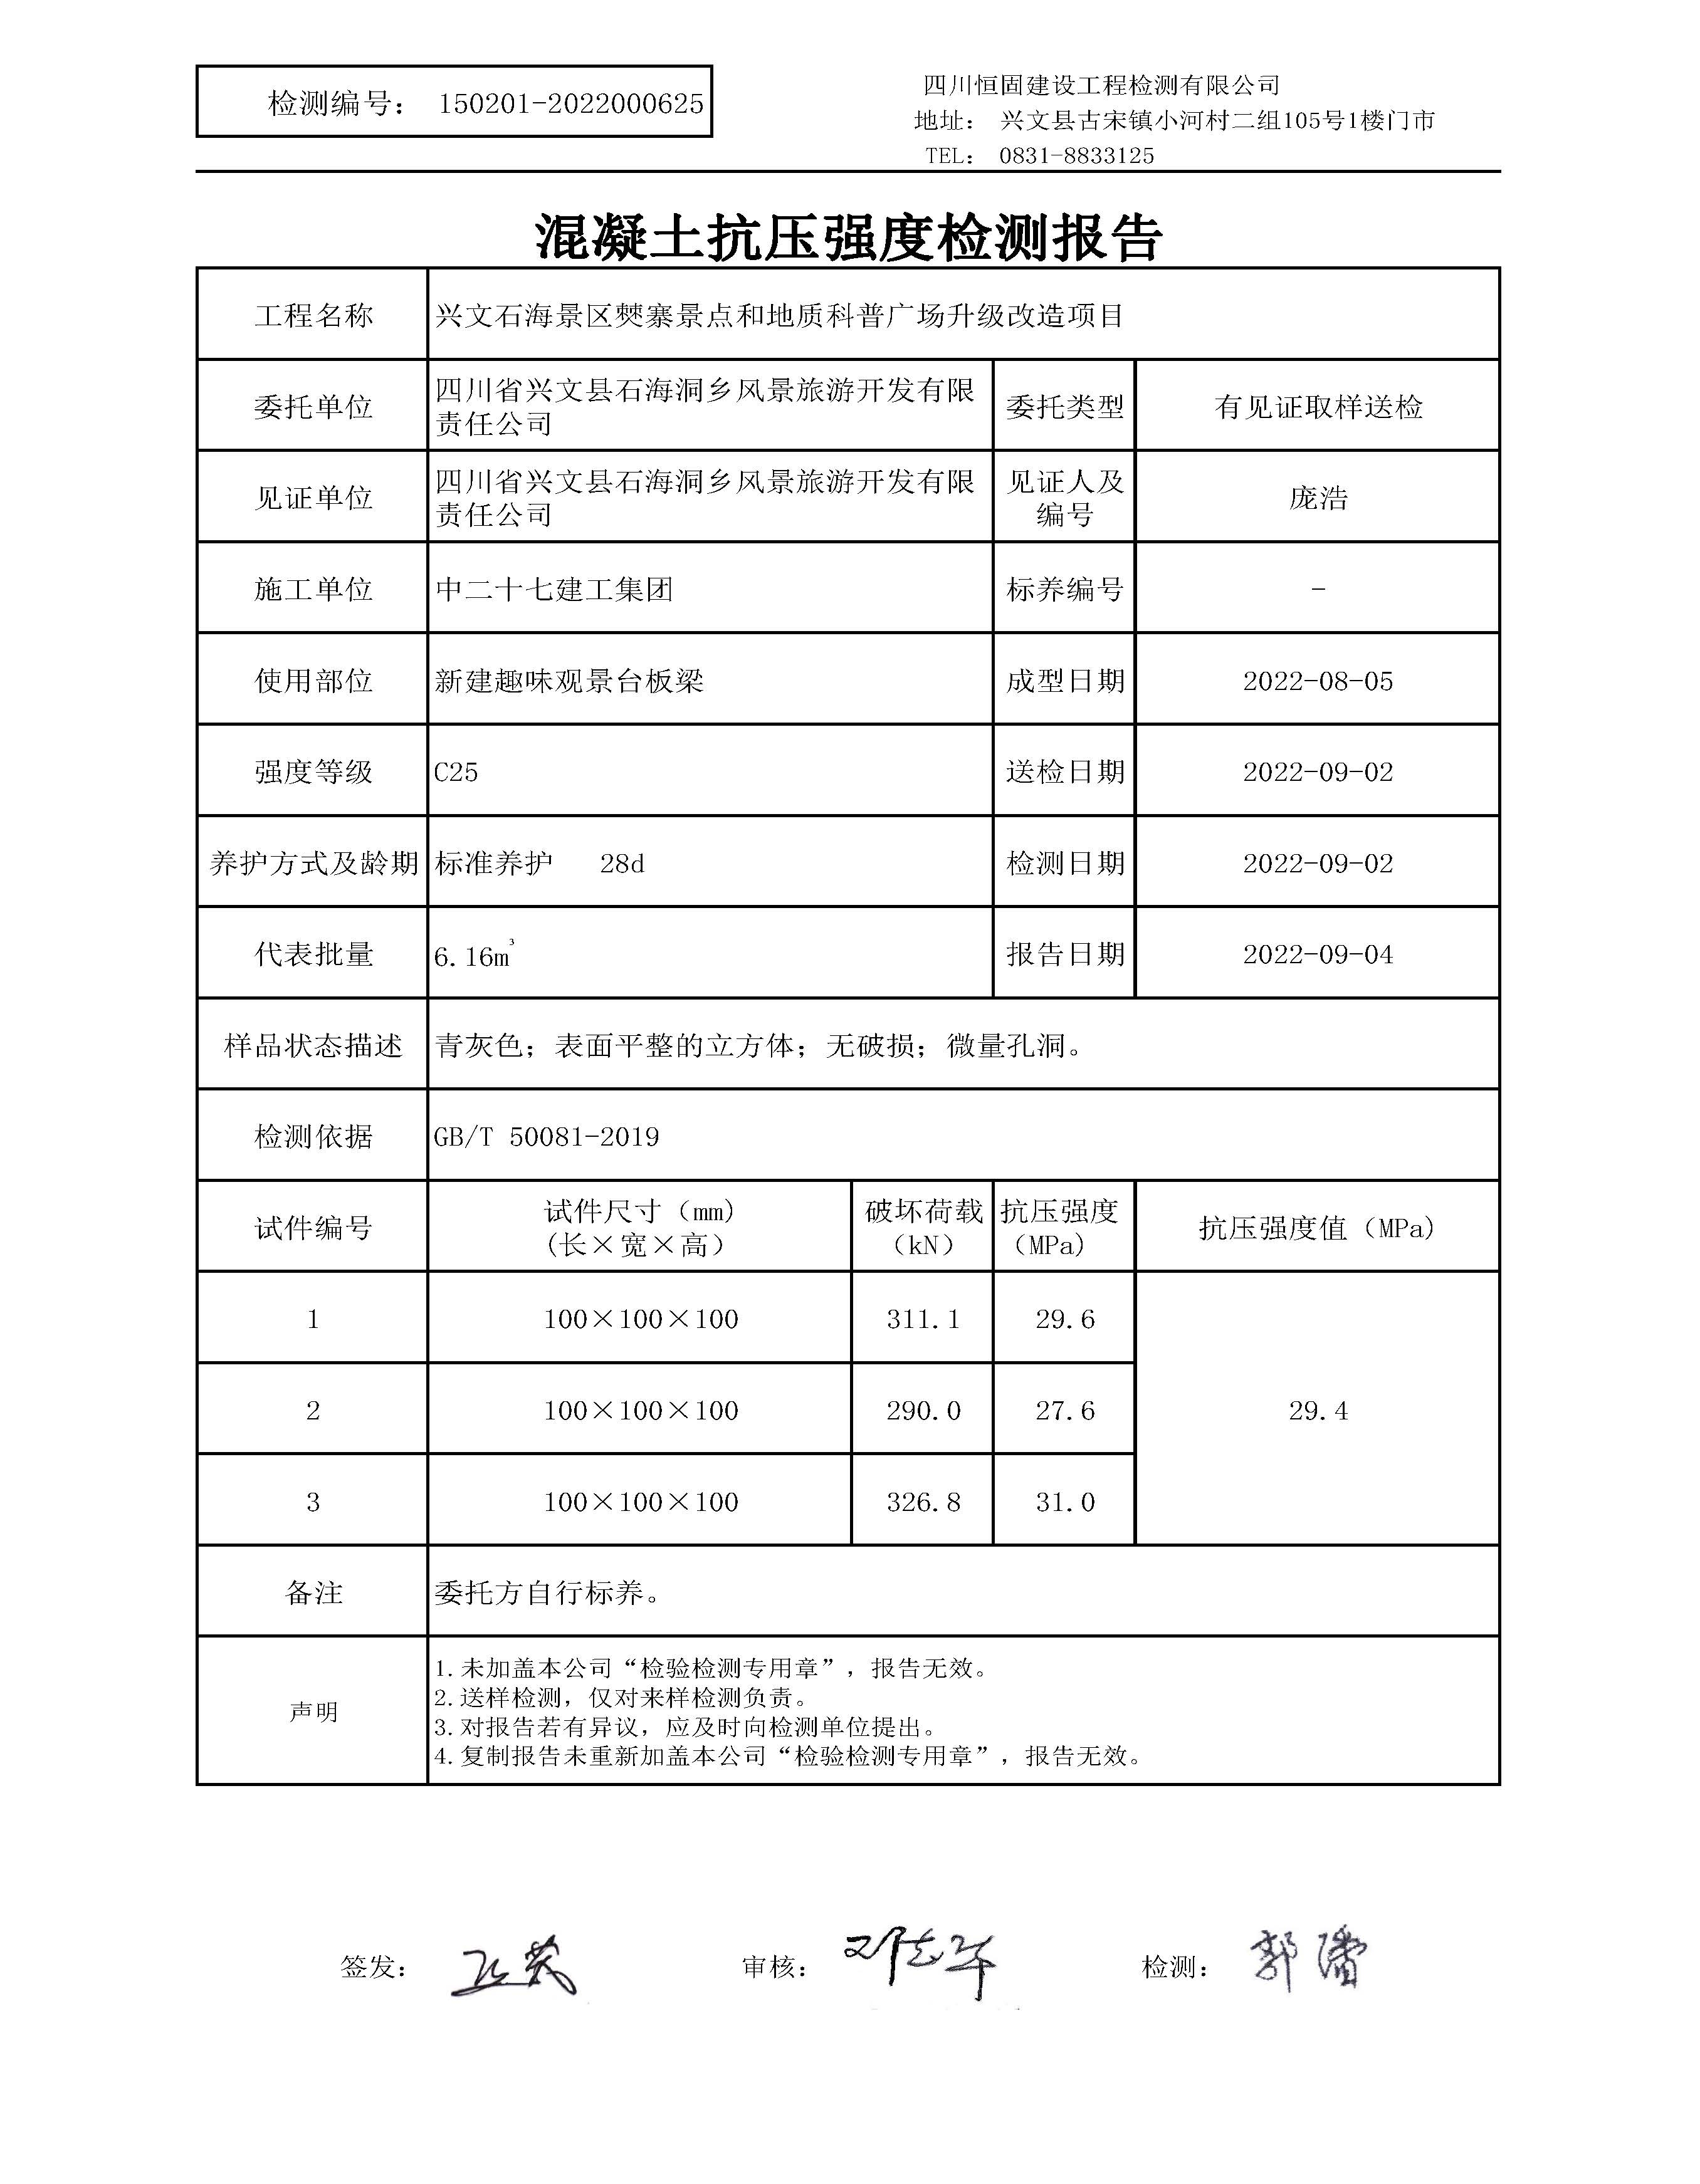 检测编号： 150201-2022000625
四川恒固建设工程检测有限公司
地址： 兴文县古宋镇小河村二组105号1楼门市
TEL： 0831-8833125
混凝土抗压强度检测报告
工程名称 兴文石海景区僰寨景点和地质科普广场升级改造项目
委托单位 四川省兴文县石海洞乡风景旅游开发有限
责任公司
委托类型 有见证取样送检
见证单位 四川省兴文县石海洞乡风景旅游开发有限
责任公司
见证人及
编号
庞浩
施工单位 中二十七建工集团 标养编号 -
使用部位 新建趣味观景台板梁 成型日期 2022-08-05
强度等级 C25 送检日期 2022-09-02
养护方式及龄期 标准养护 28d 检测日期 2022-09-02
代表批量 6.16m³ 报告日期 2022-09-04
样品状态描述 青灰色；表面平整的立方体；无破损；微量孔洞。
检测依据 GB/T 50081-2019
试件编号
试件尺寸（mm)
(长×宽×高）
破坏荷载
（kN）
抗压强度
（MPa)
抗压强度值（MPa)
1 100×100×100 311.1 29.6
2 100×100×100 290.0 27.6 29.4
3 100×100×100 326.8 31.0
备注 委托方自行标养。
声明
1.未加盖本公司“检验检测专用章”，报告无效。
2.送样检测，仅对来样检测负责。
3.对报告若有异议，应及时向检测单位提出。
4.复制报告未重新加盖本公司“检验检测专用章”，报告无效。
签发： 审核： 检测：